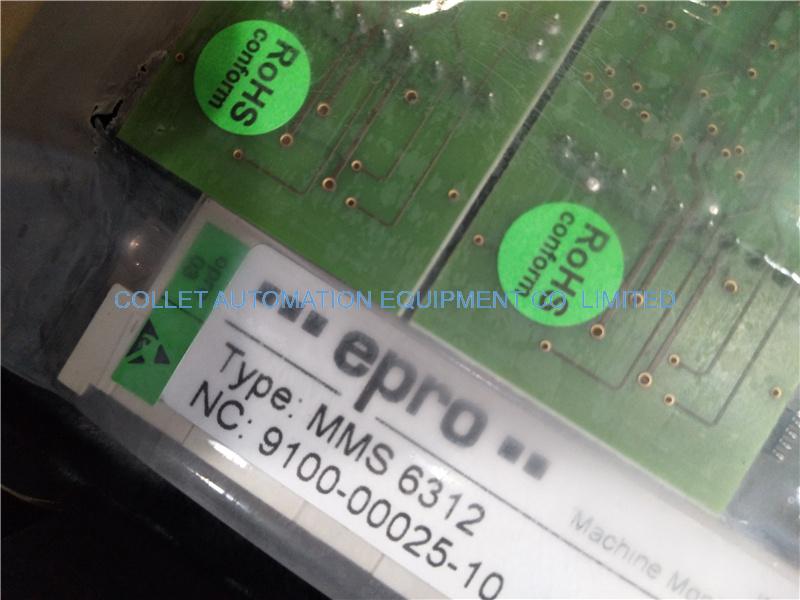 RoHS
conform
RoHS
conform
COLLET AUTOMATION EQUIPMENT CO. LIMITED
epro
Type: MMS 6312
NC: 9100-00025-10
Machine